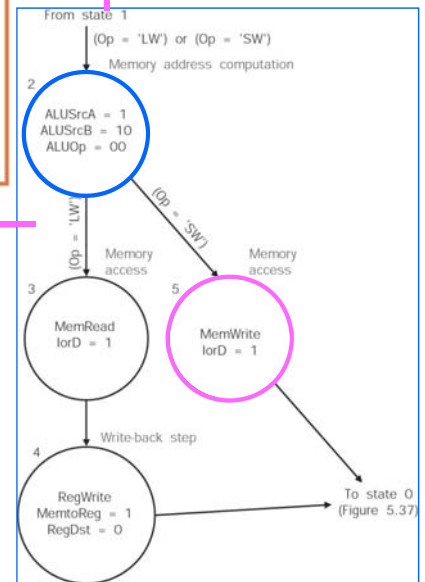 From state 1
(Op = 'LW') or (Op = 'SW')
Memory address computation
2
ALUSrcA = 1
ALUSrcB = 10
ALUOp = 00
(Op = 'LW')
(Op = 'SW')
Memory
access
Memory
access
3
5
MemRead
IorD = 1
MemWrite
IorD = 1
Write-back step
4
RegWrite
MemtoReg = 1
RegDst = 0
To state 0
(Figure 5.37)